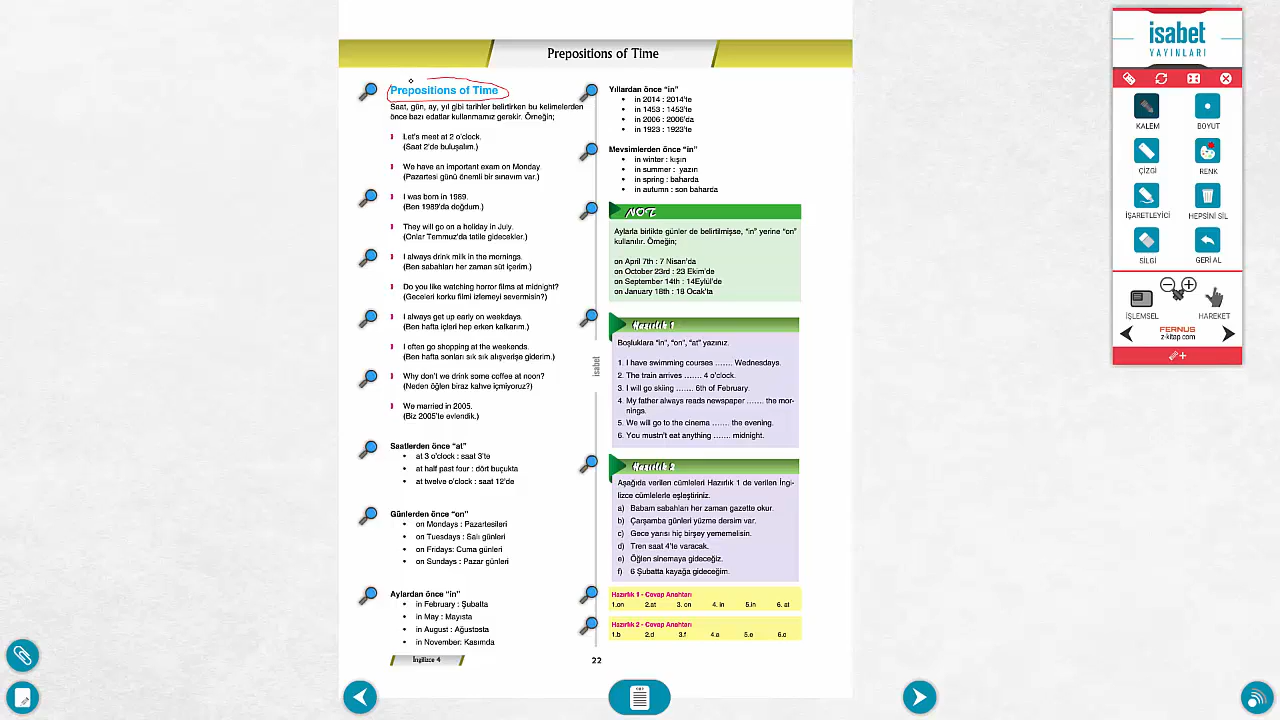 Prepositions of Time
Prepositions of Time
Saat, gün, ay, yıl gibi tarihler belirtirken bu kelimelerden
önce bazı edatlar kullanmamız gerekir. Örneğin;
Let's meet at 2 o'clock.
(Saat 2'de buluşalım.)
We have an important exam on Monday.
(Pazartesi günü önemli bir sınavım var.)
I was born in 1989.
(Ben 1989'da doğdum.)
They will go on a holiday in July.
(Onlar Temmuz'da tatile gidecekler.)
I always drink milk in the mornings.
(Ben sabahları her zaman süt içerim.)
Do you like watching horror films at midnight?
(Geceleri korku filmi izlemeyi severmisin?)
I always get up early on weekdays.
(Ben hafta içleri hep erken kalkarım.)
I often go shopping at the weekends.
(Ben hafta sonları sık sık alışverişe giderim.)
Why don't we drink some coffee at noon?
(Neden öğlen biraz kahve içmiyoruz?)
We married in 2005.
(Biz 2005'te evlendik.)
Saatlerden önce "at"
• at 3 o'clock : saat 3'te
• at half past four : dört buçukta
• at twelve o'clock : saat 12'de
Günlerden önce "on"
• on Mondays : Pazartesileri
• on Tuesdays : Salı günleri
• on Fridays: Cuma günleri
• on Sundays : Pazar günleri
Aylardan önce "in"
• in February : Şubatta
• in May : Mayısta
• in August : Ağustosta
• in November: Kasımda
Yıllardan önce "in"
• in 2014 : 2014'te
• in 1453 : 1453'te
• in 2006 : 2006'da
• in 1923 : 1923'te
Mevsimlerden önce "in"
• in winter : kışın
• in summer : yazın
• in spring : baharda
• in autumn : son baharda
NOT
Aylarla birlikte günler de belirtilmişse, "in" yerine "on"
kullanılır. Örneğin;
on April 7th : 7 Nisan'da
on October 23rd : 23 Ekim'de
on September 14th : 14Eylül'de
on January 18th : 18 Ocak'ta
Hazırlık 1
Boşluklara "in", "on", "at" yazınız.
1. I have swimming courses ....... Wednesdays.
2. The train arrives ....... 4 o'clock.
3. I will go skiing ....... 6th of February.
4. My father always reads newspaper ....... the mor-
nings.
5. We will go to the cinema ....... the evening.
6. You mustn't eat anything ....... midnight.
Hazırlık 2
Aşağıda verilen cümleleri Hazırlık 1 de verilen İngi-
lizce cümlelerle eşleştiriniz.
a) Babam sabahları her zaman gazette okur.
b) Çarşamba günleri yüzme dersim var.
c) Gece yarısı hiç birşey yememelisin.
d) Tren saat 4'te varacak.
e) Öğlen sinemaya gideceğiz.
f) 6 Şubatta kayağa gideceğim.
Hazırlık 1 - Cevap Anahtarı
1.on 2.at 3. on 4. in 5.in 6. at
Hazırlık 2 - Cevap Anahtarı
1.b 2.d 3.f 4.a 5.e 6.c
isabet
İngilizce 4
22
isabet
YAYINLARI
KALEM BOYUT
ÇİZGİ RENK
İŞARETLEYİCİ HEPSİNİ SİL
SİLGİ GERİ AL
İŞLEMSEL HAREKET
FERNUS
z-kitap.com